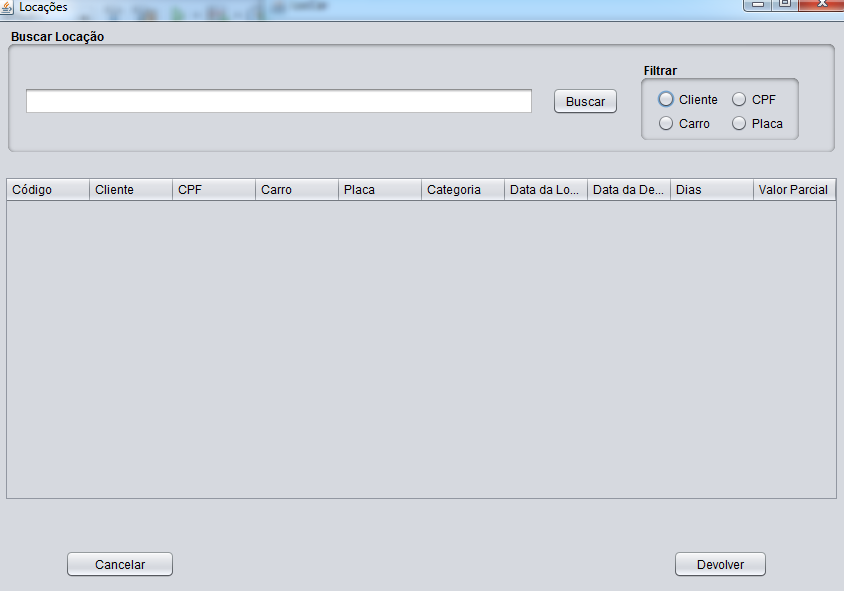 Locações
Buscar Locação
Buscar
Filtrar
Cliente CPF
Carro Placa
Código Cliente CPF Carro Placa Categoria Data da Lo... Data da De... Dias Valor Parcial
Cancelar Devolver